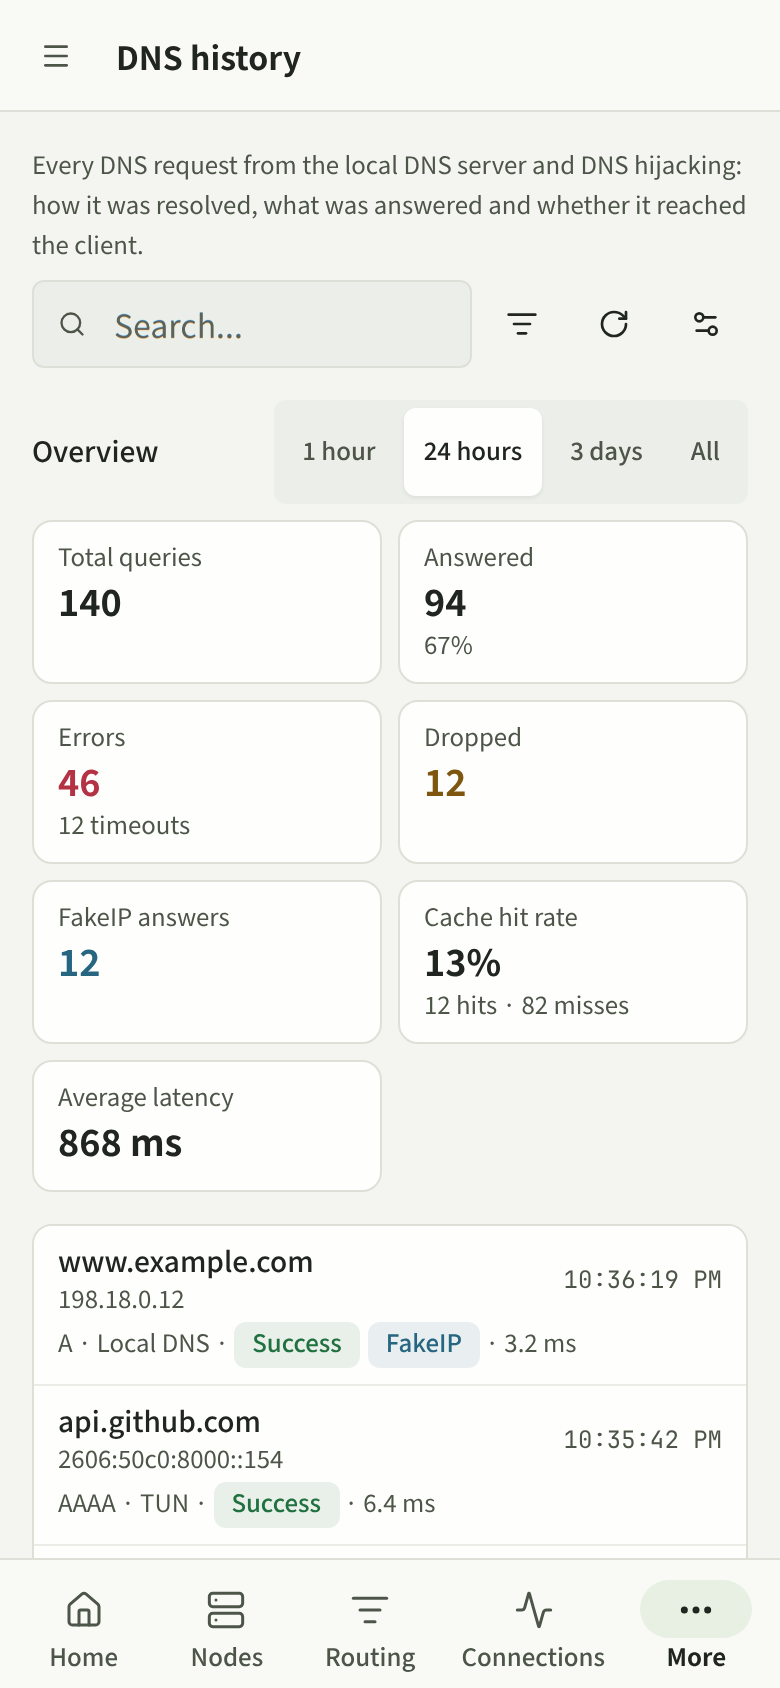 DNS history
Every DNS request from the local DNS server and DNS hijacking:
how it was resolved, what was answered and whether it reached
the client.
Search...
Overview
1 hour
24 hours
3 days
All
Total queries
140
Answered
94
67%
Errors
46
12 timeouts
Dropped
12
FakeIP answers
12
Cache hit rate
13%
12 hits · 82 misses
Average latency
868 ms
www.example.com
10:36:19 PM
198.18.0.12
A · Local DNS · Success FakeIP · 3.2 ms
api.github.com
10:35:42 PM
2606:50c0:8000::154
AAAA · TUN · Success · 6.4 ms
Home
Nodes
Routing
Connections
More